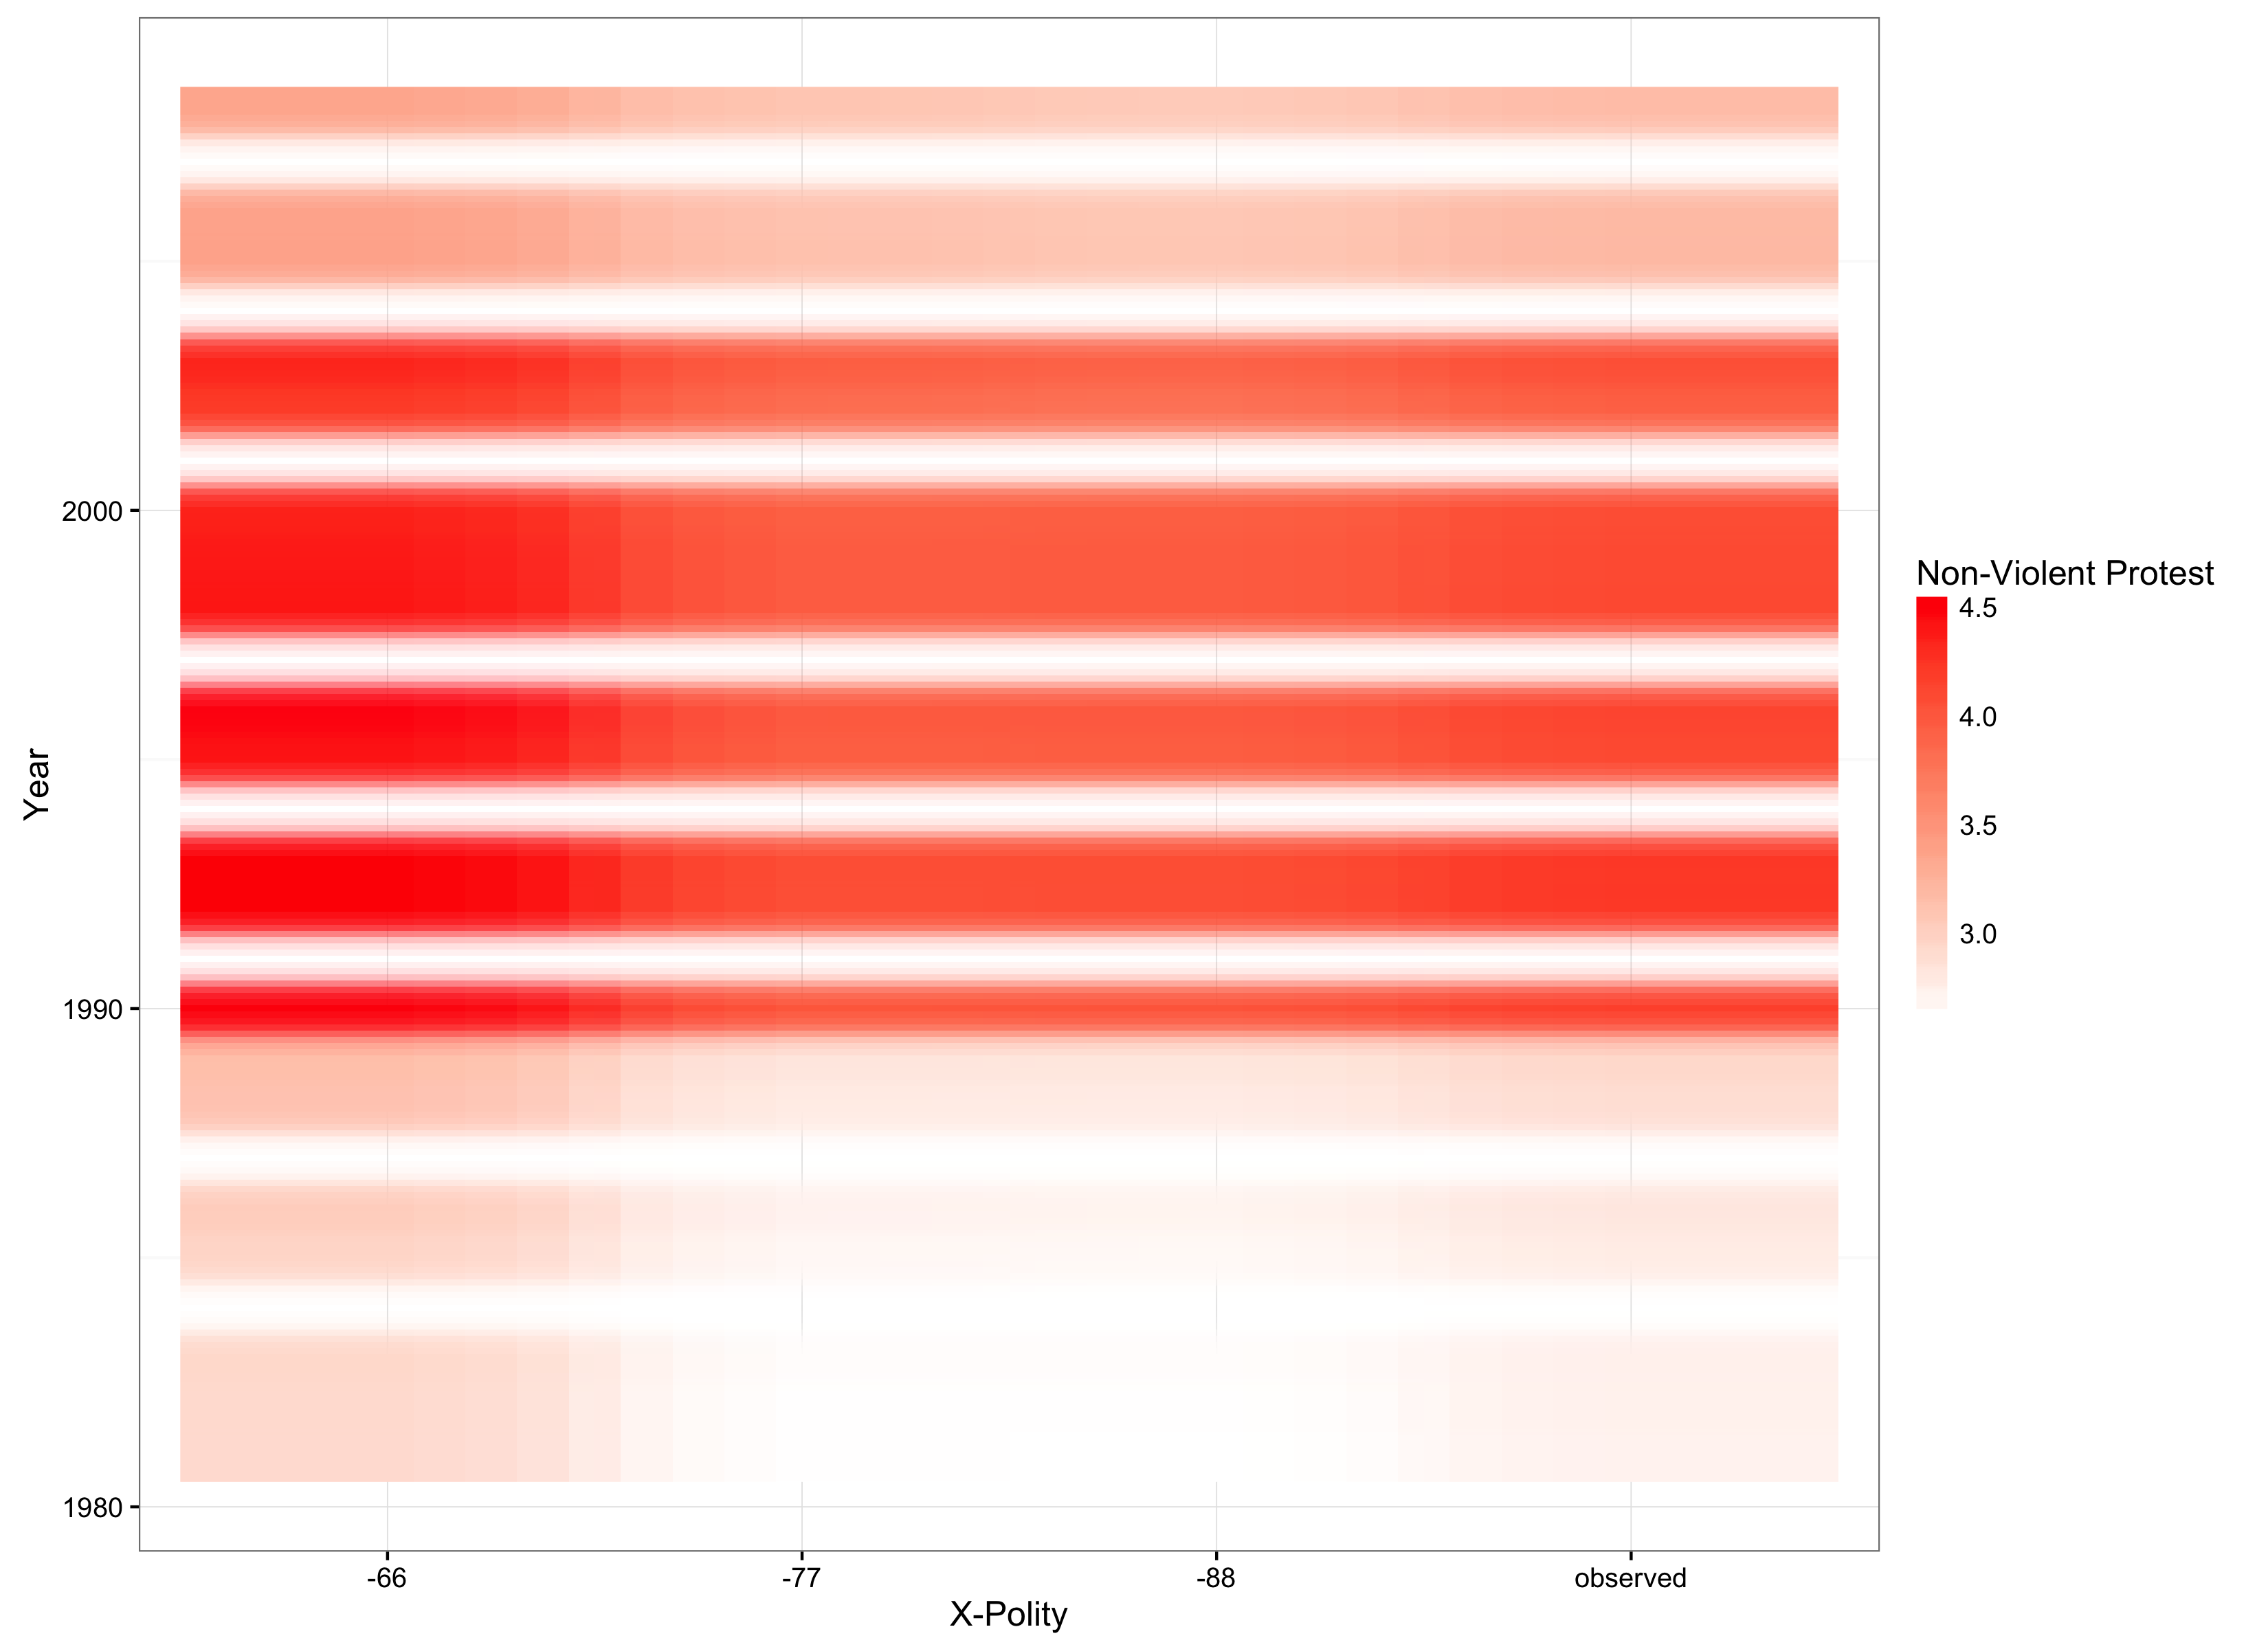 2000
1990
1980
Year
-66
-77
-88
observed
X-Polity
Non-Violent Protest
4.5
4.0
3.5
3.0